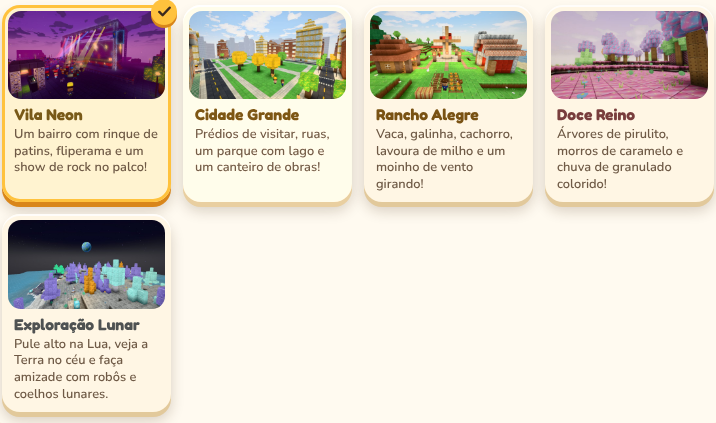 Vila Neon
Um bairro com rinque de
patins, fliperama e um
show de rock no palco!
Cidade Grande
Prédios de visitar, ruas,
um parque com lago e
um canteiro de obras!
Rancho Alegre
Vaca, galinha, cachorro,
lavoura de milho e um
moinho de vento
girando!
Doce Reino
Árvores de pirulito,
morros de caramelo e
chuva de granulado
colorido!
Exploração Lunar
Pule alto na Lua, veja a
Terra no céu e faça
amizade com robôs e
coelhos lunares.